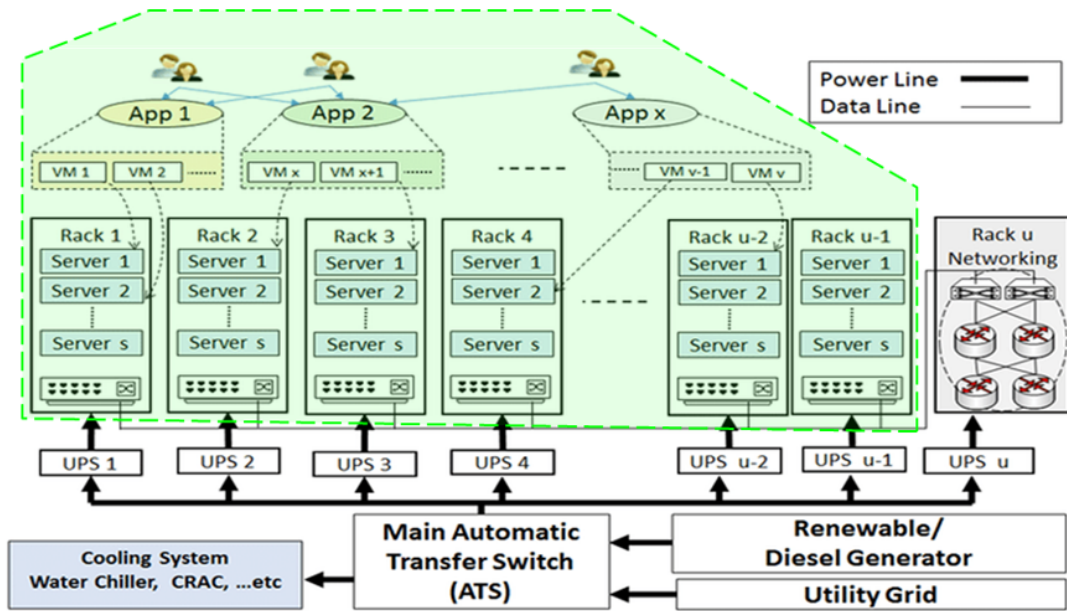 Power Line
Data Line
App 1
App 2
App x
VM 1
VM 2
VM x
VM x+1
VM v-1
VM v
Rack 1
Server 1
Server 2
Server s
Rack 2
Server 1
Server 2
Server s
Rack 3
Server 1
Server 2
Server s
Rack 4
Server 1
Server 2
Server s
Rack u-2
Server 1
Server 2
Server s
Rack u-1
Server 1
Server 2
Server s
Rack u
Networking
UPS 1
UPS 2
UPS 3
UPS 4
UPS u-2
UPS u-1
UPS u
Main Automatic
Transfer Switch
(ATS)
Renewable/
Diesel Generator
Utility Grid
Cooling System
Water Chiller, CRAC, ...etc